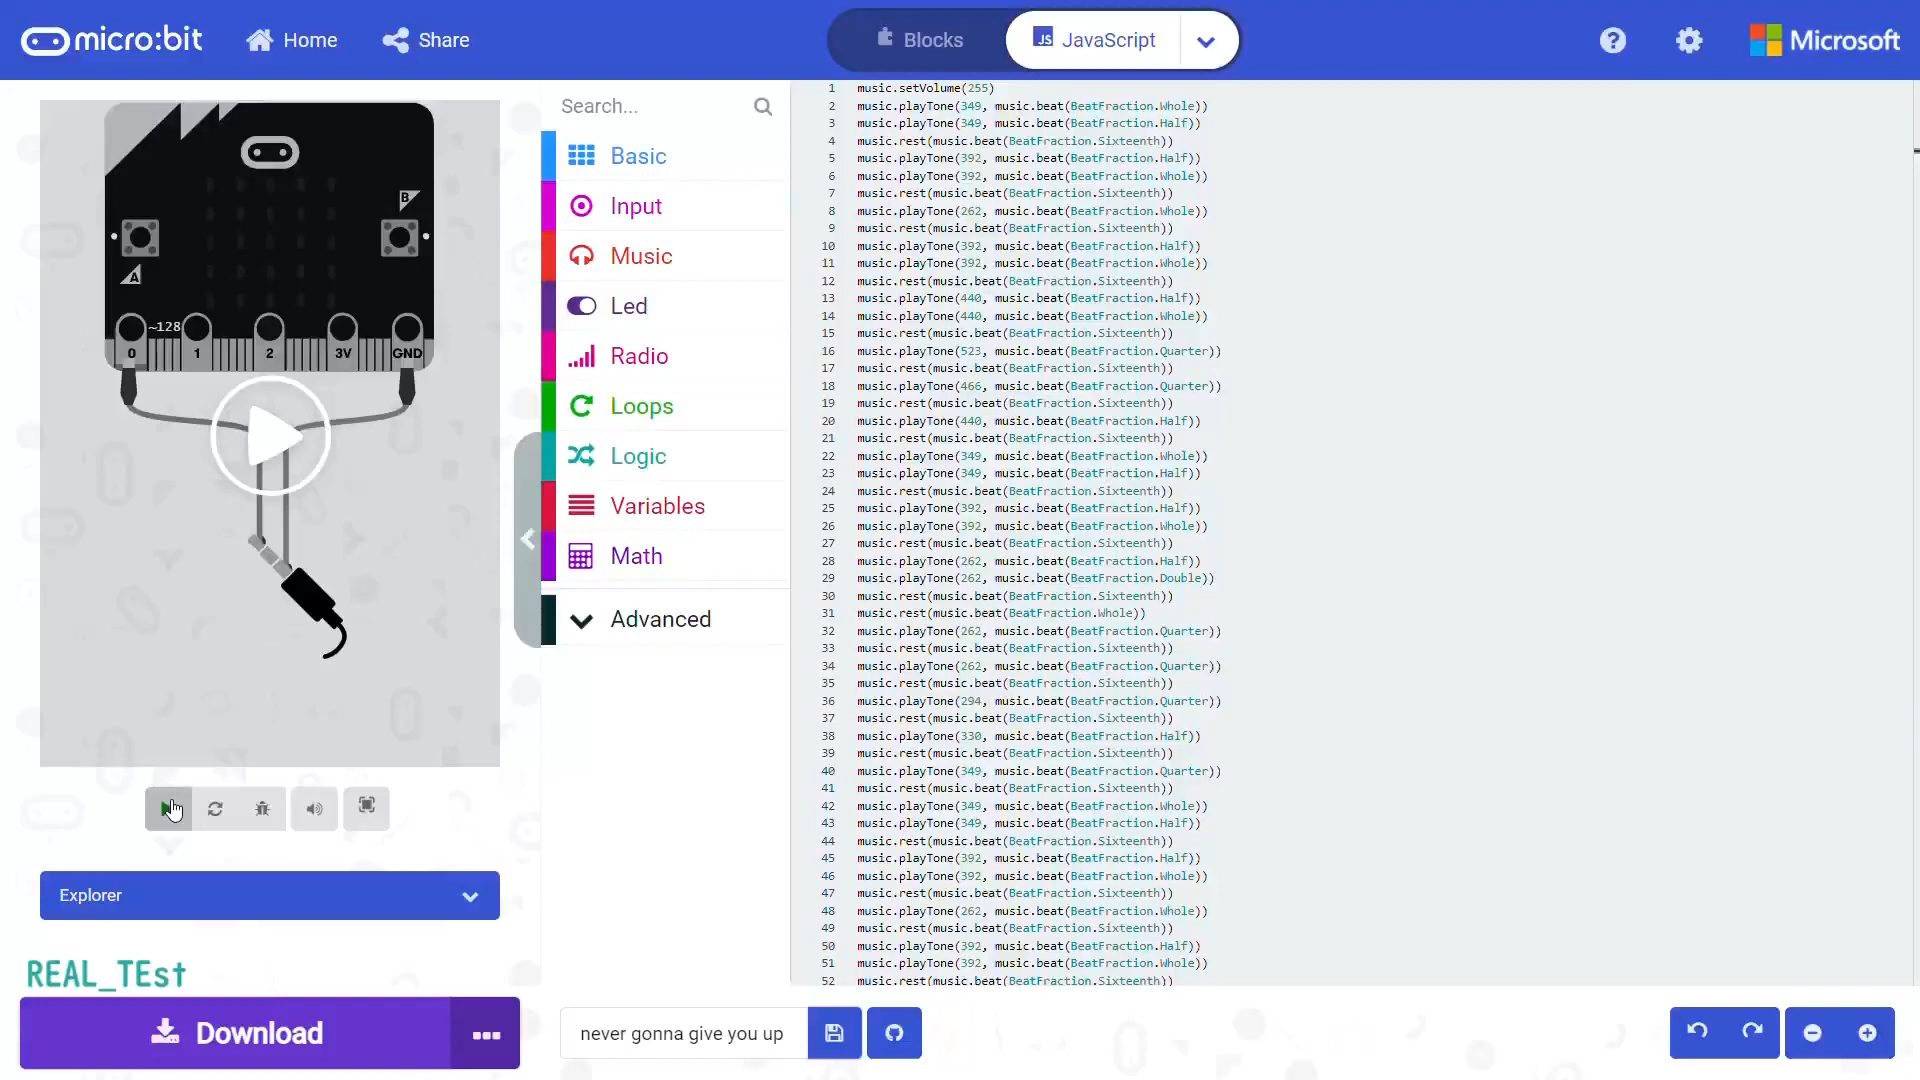 micro:bit
Home
Share
Blocks
JS JavaScript
Microsoft
B
A
~128
0 1 2 3V GND
Explorer
REAL_TEst
Download
Search...
Basic
Input
Music
Led
Radio
Loops
Logic
Variables
Math
Advanced
1 music.setVolume(255)
2 music.playTone(349, music.beat(BeatFraction.Whole))
3 music.playTone(349, music.beat(BeatFraction.Half))
4 music.rest(music.beat(BeatFraction.Sixteenth))
5 music.playTone(392, music.beat(BeatFraction.Half))
6 music.playTone(392, music.beat(BeatFraction.Whole))
7 music.rest(music.beat(BeatFraction.Sixteenth))
8 music.playTone(262, music.beat(BeatFraction.Whole))
9 music.rest(music.beat(BeatFraction.Sixteenth))
10 music.playTone(392, music.beat(BeatFraction.Half))
11 music.playTone(392, music.beat(BeatFraction.Whole))
12 music.rest(music.beat(BeatFraction.Sixteenth))
13 music.playTone(440, music.beat(BeatFraction.Half))
14 music.playTone(440, music.beat(BeatFraction.Whole))
15 music.rest(music.beat(BeatFraction.Sixteenth))
16 music.playTone(523, music.beat(BeatFraction.Quarter))
17 music.rest(music.beat(BeatFraction.Sixteenth))
18 music.playTone(466, music.beat(BeatFraction.Quarter))
19 music.rest(music.beat(BeatFraction.Sixteenth))
20 music.playTone(440, music.beat(BeatFraction.Half))
21 music.rest(music.beat(BeatFraction.Sixteenth))
22 music.playTone(349, music.beat(BeatFraction.Whole))
23 music.playTone(349, music.beat(BeatFraction.Half))
24 music.rest(music.beat(BeatFraction.Sixteenth))
25 music.playTone(392, music.beat(BeatFraction.Half))
26 music.playTone(392, music.beat(BeatFraction.Whole))
27 music.rest(music.beat(BeatFraction.Sixteenth))
28 music.playTone(262, music.beat(BeatFraction.Half))
29 music.playTone(262, music.beat(BeatFraction.Double))
30 music.rest(music.beat(BeatFraction.Sixteenth))
31 music.rest(music.beat(BeatFraction.Whole))
32 music.playTone(262, music.beat(BeatFraction.Quarter))
33 music.rest(music.beat(BeatFraction.Sixteenth))
34 music.playTone(262, music.beat(BeatFraction.Quarter))
35 music.rest(music.beat(BeatFraction.Sixteenth))
36 music.playTone(294, music.beat(BeatFraction.Quarter))
37 music.rest(music.beat(BeatFraction.Sixteenth))
38 music.playTone(330, music.beat(BeatFraction.Half))
39 music.rest(music.beat(BeatFraction.Sixteenth))
40 music.playTone(349, music.beat(BeatFraction.Quarter))
41 music.rest(music.beat(BeatFraction.Sixteenth))
42 music.playTone(349, music.beat(BeatFraction.Whole))
43 music.playTone(349, music.beat(BeatFraction.Half))
44 music.rest(music.beat(BeatFraction.Sixteenth))
45 music.playTone(392, music.beat(BeatFraction.Half))
46 music.playTone(392, music.beat(BeatFraction.Whole))
47 music.rest(music.beat(BeatFraction.Sixteenth))
48 music.playTone(262, music.beat(BeatFraction.Whole))
49 music.rest(music.beat(BeatFraction.Sixteenth))
50 music.playTone(392, music.beat(BeatFraction.Half))
51 music.playTone(392, music.beat(BeatFraction.Whole))
52 music.rest(music.beat(BeatFraction.Sixteenth))
never gonna give you up